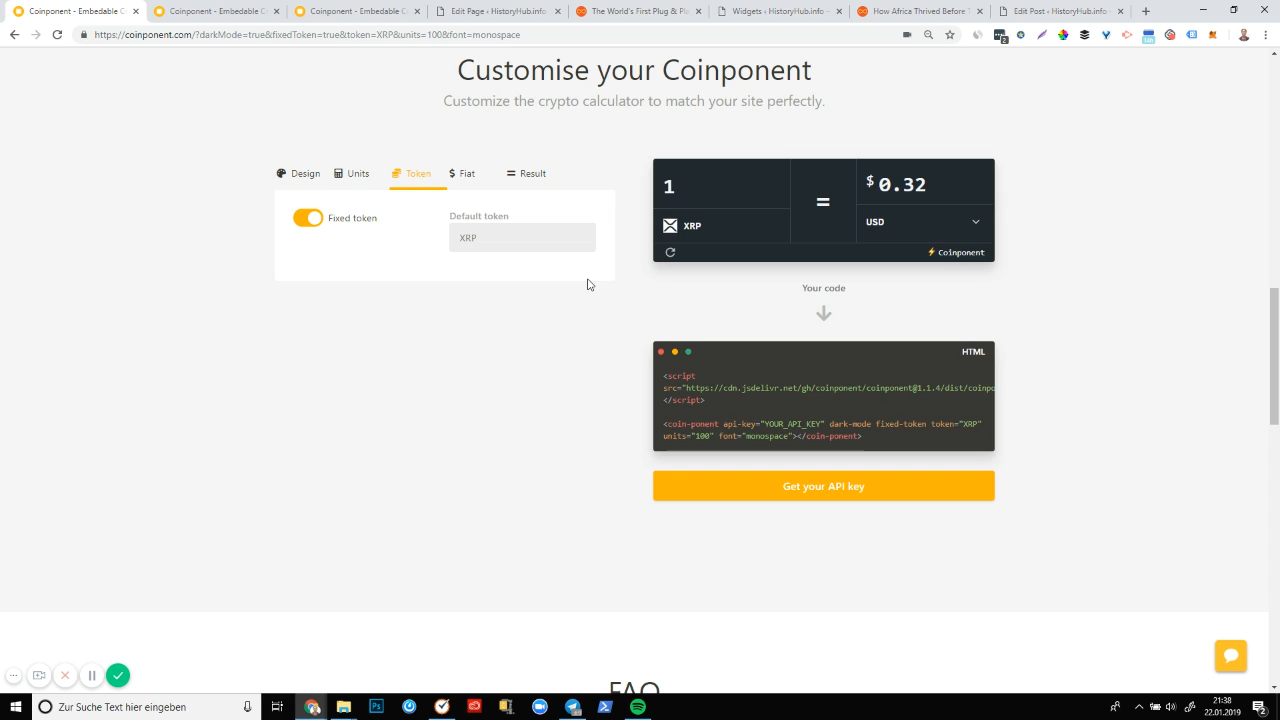 Coinponent - Embedable C
Coinponent - Embedable C
Coinponent - Embedable C
Edit Page ‹ HistoryHub.info -
The World's First Plug & Pla
Widgets ‹ HistoryHub.info –
How Africa Thrived Before T
Edit Post ‹ HistoryHub.info -
https://coinponent.com/?darkMode=true&fixedToken=true&token=XRP&units=100&font=monospace
2
Customise your Coinponent
Customize the crypto calculator to match your site perfectly.
Design
Units
Token
$ Fiat
Result
Fixed token
Default token
XRP
1
=
$0.32
XRP
USD
⚡ Coinponent
Your code
HTML
<script
src="https://cdn.jsdelivr.net/gh/coinponent/coinponent@1.1.4/dist/coinpo
</script>
<coin-ponent api-key="YOUR_API_KEY" dark-mode fixed-token token="XRP"
units="100" font="monospace"></coin-ponent>
Get your API key
FAQ
Zur Suche Text hier eingeben
21:38
22.01.2019
2